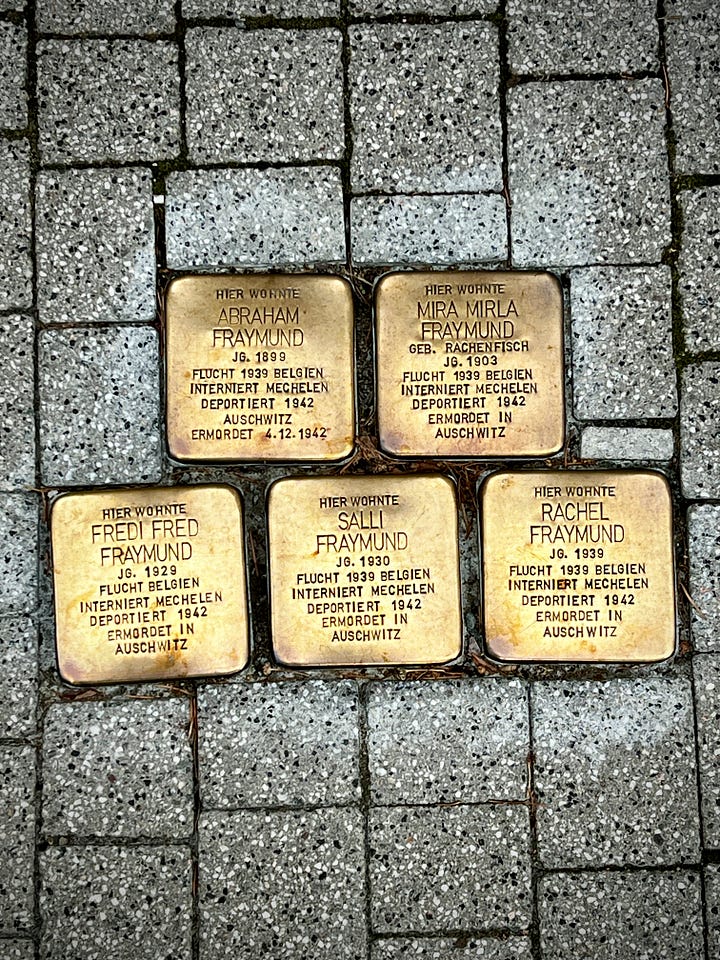 HIER WOHNTE
ABRAHAM
FRAYMUND
JG. 1899
FLUCHT 1939 BELGIEN
INTERNIERT MECHELEN
DEPORTIERT 1942
AUSCHWITZ
ERMORDET 4.12.1942
HIER WOHNTE
MIRA MIRLA
FRAYMUND
GEB. RACHENFISCH
JG. 1903
FLUCHT 1939 BELGIEN
INTERNIERT MECHELEN
DEPORTIERT 1942
ERMORDET IN
AUSCHWITZ
HIER WOHNTE
FREDI FRED
FRAYMUND
JG. 1929
FLUCHT BELGIEN
INTERNIERT MECHELEN
DEPORTIERT 1942
ERMORDET IN
AUSCHWITZ
HIER WOHNTE
SALLI
FRAYMUND
JG. 1930
FLUCHT 1939 BELGIEN
INTERNIERT MECHELEN
DEPORTIERT 1942
ERMORDET IN
AUSCHWITZ
HIER WOHNTE
RACHEL
FRAYMUND
JG. 1939
FLUCHT 1939 BELGIEN
INTERNIERT MECHELEN
DEPORTIERT 1942
ERMORDET IN
AUSCHWITZ